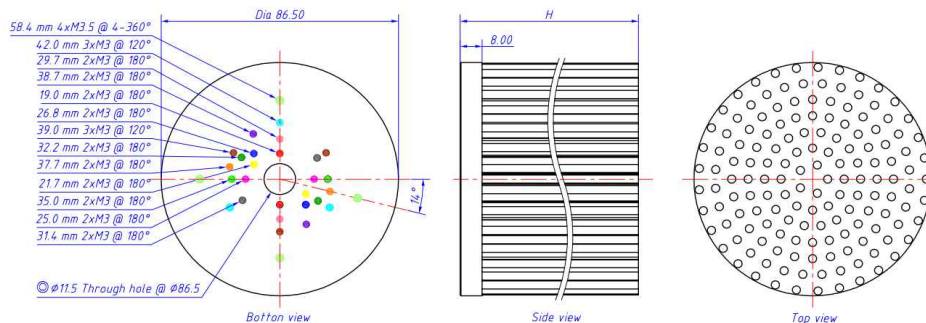 Dia 86.50
58.4 mm 4xM3.5 @ 4-360°
42.0 mm 3xM3 @ 120°
29.7 mm 2xM3 @ 180°
38.7 mm 2xM3 @ 180°
19.0 mm 2xM3 @ 180°
26.8 mm 2xM3 @ 180°
39.0 mm 3xM3 @ 120°
32.2 mm 2xM3 @ 180°
37.7 mm 2xM3 @ 180°
21.7 mm 2xM3 @ 180°
35.0 mm 2xM3 @ 180°
25.0 mm 2xM3 @ 180°
31.4 mm 2xM3 @ 180°
14°
Ø11.5 Through hole @ Ø86.5
Botton view
H
8.00
Side view
Top view